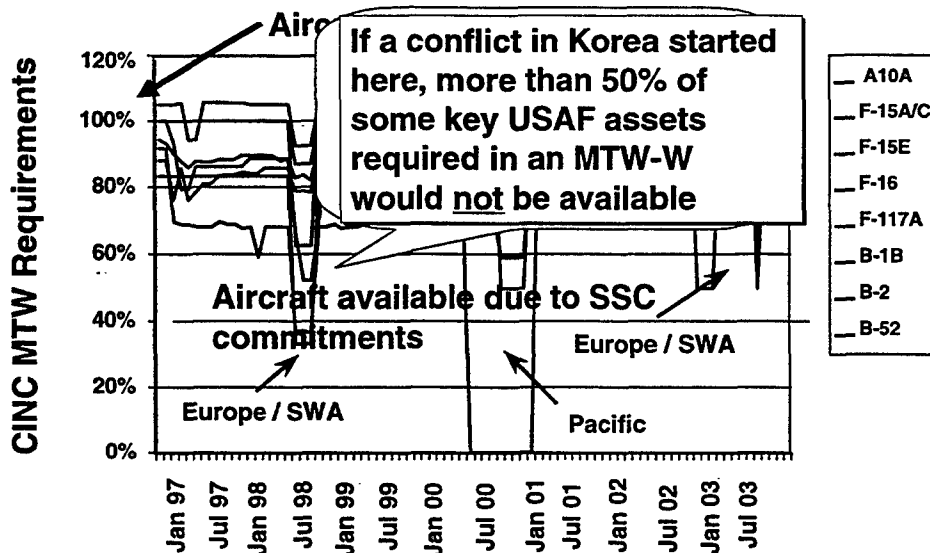 Airc
If a conflict in Korea started
here, more than 50% of
some key USAF assets
required in an MTW-W
would not be available
CINC MTW Requirements
120%
100%
80%
60%
40%
20%
0%
Aircraft available due to SSC
commitments
Europe / SWA
Pacific
Europe / SWA
Jan 97
Jul 97
Jan 98
Jul 98
Jan 99
Jul 99
Jan 00
Jul 00
Jan 01
Jul 01
Jan 02
Jul 02
Jan 03
Jul 03
A10A
F-15A/C
F-15E
F-16
F-117A
B-1B
B-2
B-52